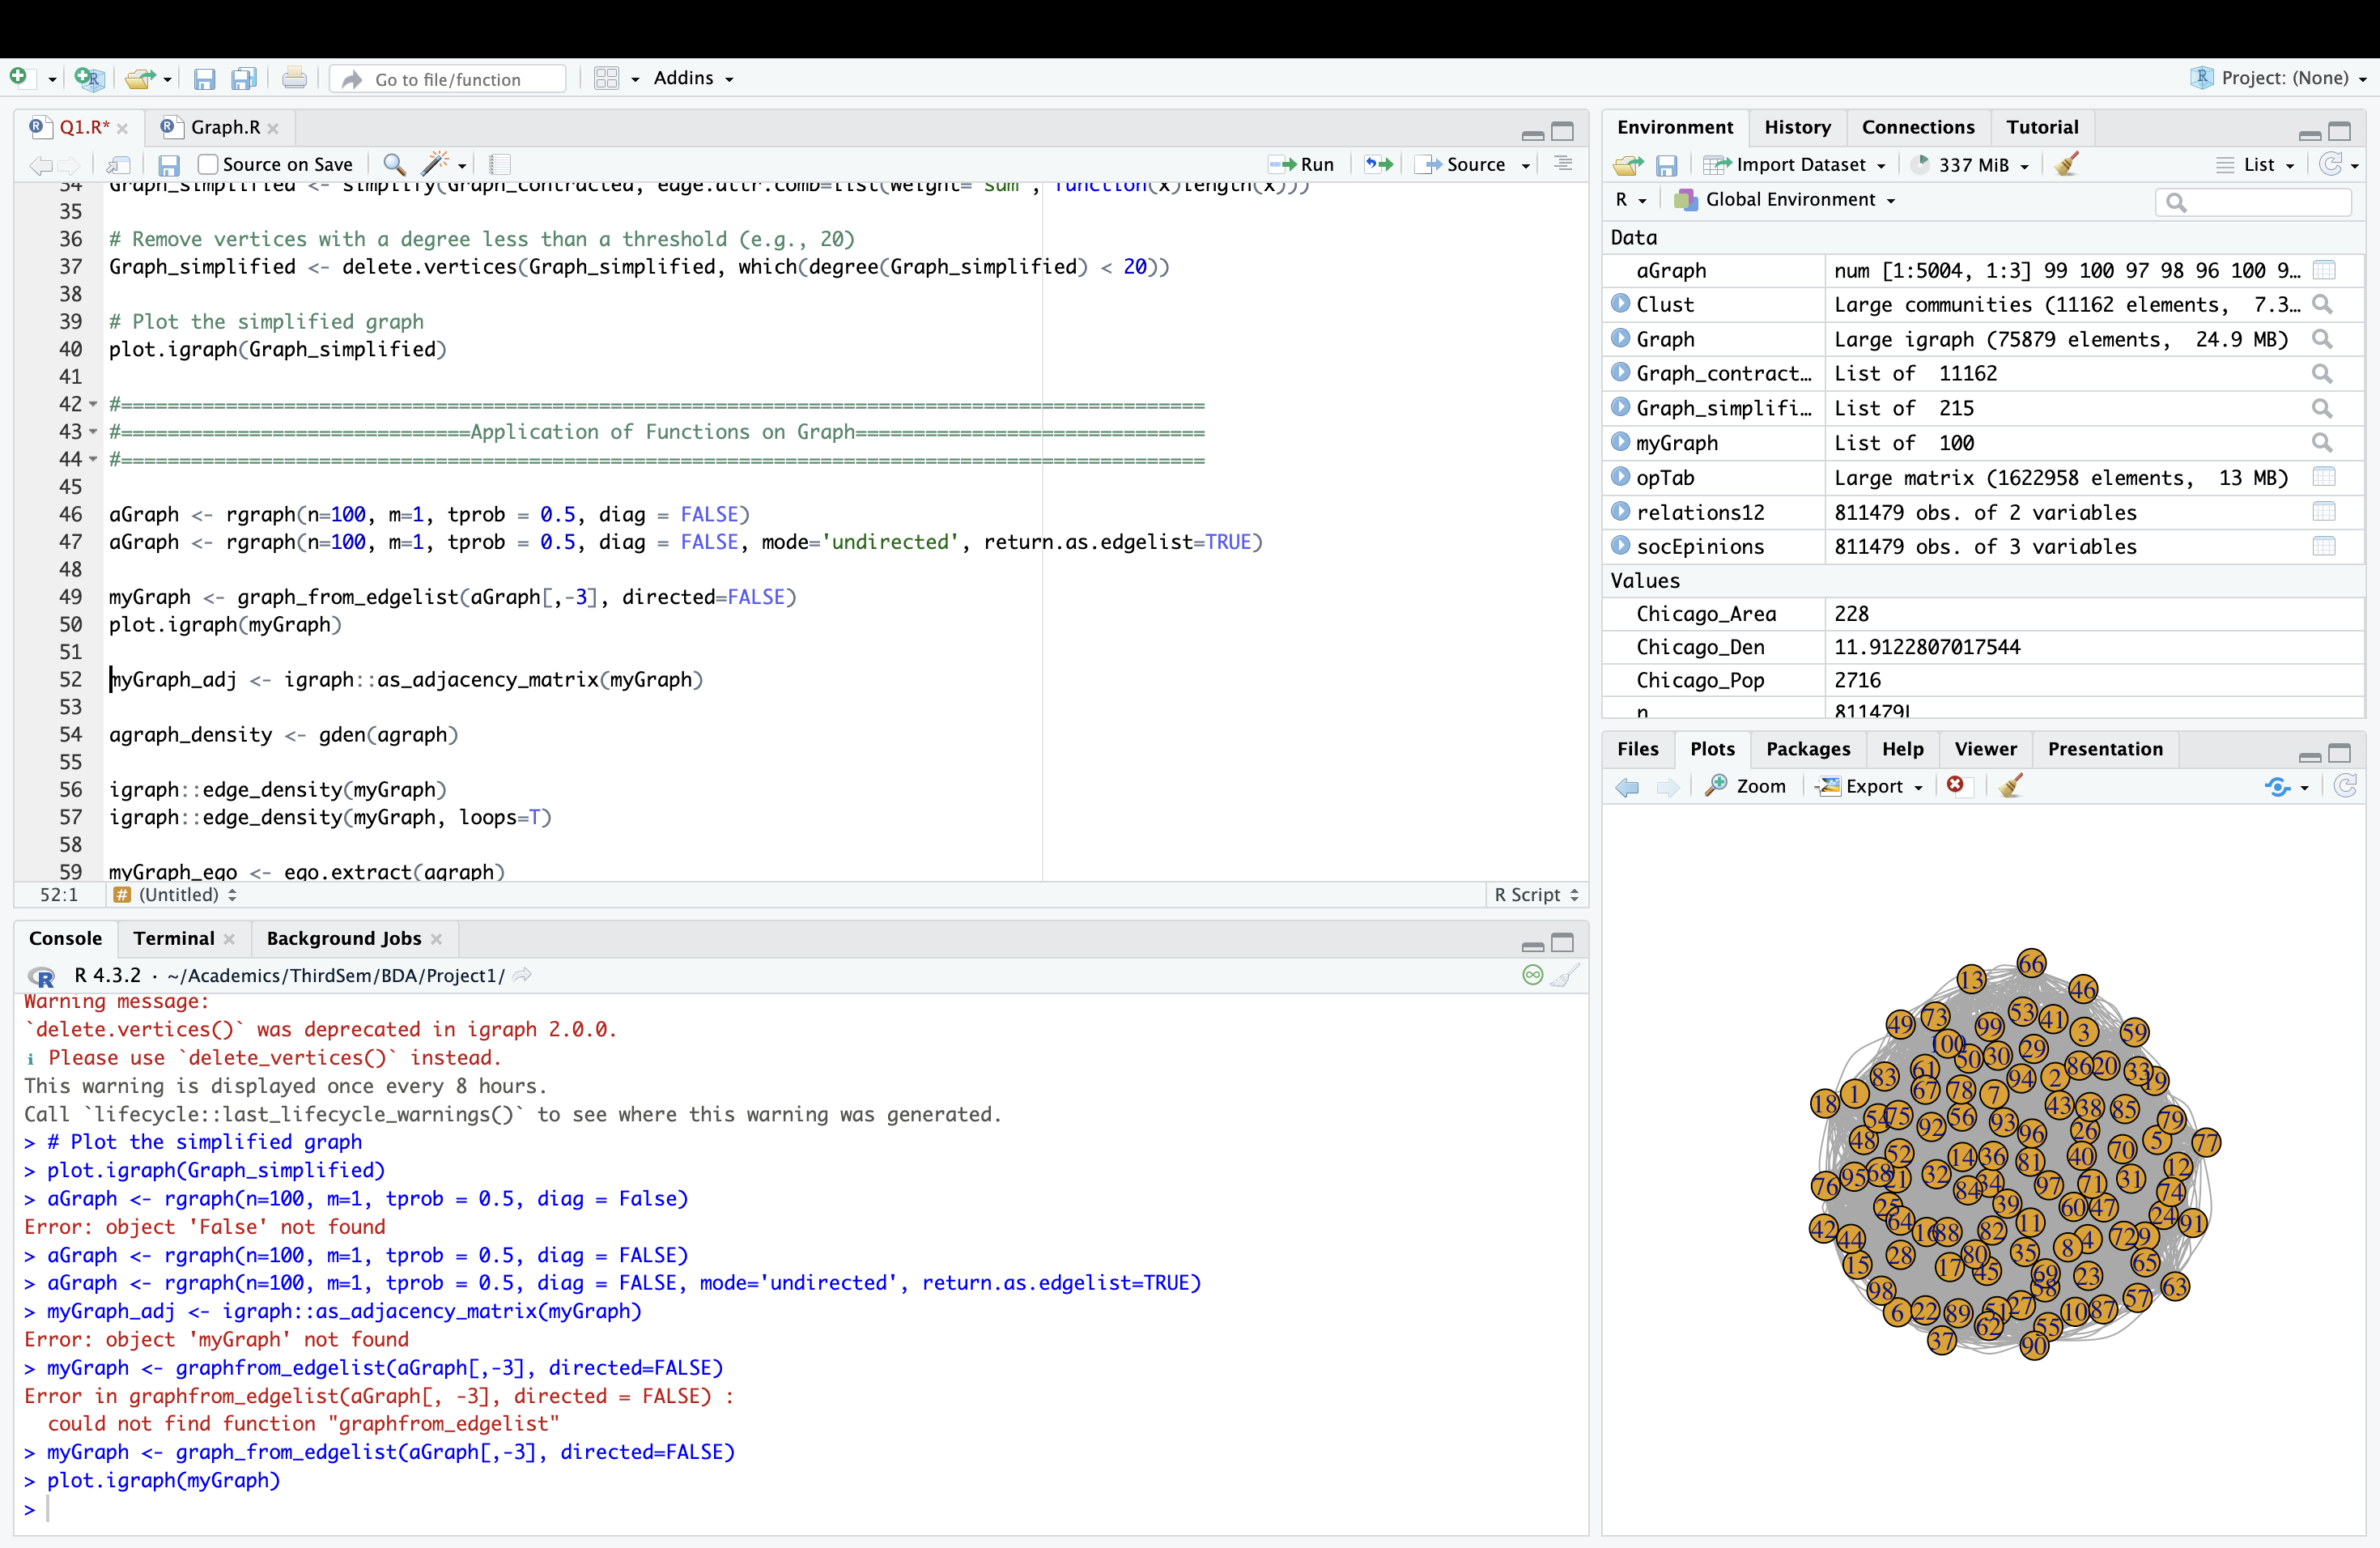 Go to file/function
Addins
Project: (None)
Q1.R*
Graph.R
Source on Save
Run
Source
34 Graph_simplified <- simplify(Graph_contracted, edge.attr.comb=list(weight="sum", function(x)length(x)))
35
36 # Remove vertices with a degree less than a threshold (e.g., 20)
37 Graph_simplified <- delete.vertices(Graph_simplified, which(degree(Graph_simplified) < 20))
38
39 # Plot the simplified graph
40 plot.igraph(Graph_simplified)
41
42 #=============================================================================================
43 #==============================Application of Functions on Graph==============================
44 #=============================================================================================
45
46 aGraph <- rgraph(n=100, m=1, tprob = 0.5, diag = FALSE)
47 aGraph <- rgraph(n=100, m=1, tprob = 0.5, diag = FALSE, mode='undirected', return.as.edgelist=TRUE)
48
49 myGraph <- graph_from_edgelist(aGraph[,-3], directed=FALSE)
50 plot.igraph(myGraph)
51
52 myGraph_adj <- igraph::as_adjacency_matrix(myGraph)
53
54 agraph_density <- gden(agraph)
55
56 igraph::edge_density(myGraph)
57 igraph::edge_density(myGraph, loops=T)
58
59 myGraph_ego <- ego.extract(agraph)
52:1
# (Untitled)
R Script
Console
Terminal
Background Jobs
R 4.3.2 · ~/Academics/ThirdSem/BDA/Project1/
Warning message:
`delete.vertices()` was deprecated in igraph 2.0.0.
ℹ Please use `delete_vertices()` instead.
This warning is displayed once every 8 hours.
Call `lifecycle::last_lifecycle_warnings()` to see where this warning was generated.
> # Plot the simplified graph
> plot.igraph(Graph_simplified)
> aGraph <- rgraph(n=100, m=1, tprob = 0.5, diag = False)
Error: object 'False' not found
> aGraph <- rgraph(n=100, m=1, tprob = 0.5, diag = FALSE)
> aGraph <- rgraph(n=100, m=1, tprob = 0.5, diag = FALSE, mode='undirected', return.as.edgelist=TRUE)
> myGraph_adj <- igraph::as_adjacency_matrix(myGraph)
Error: object 'myGraph' not found
> myGraph <- graphfrom_edgelist(aGraph[,-3], directed=FALSE)
Error in graphfrom_edgelist(aGraph[, -3], directed = FALSE) :
could not find function "graphfrom_edgelist"
> myGraph <- graph_from_edgelist(aGraph[,-3], directed=FALSE)
> plot.igraph(myGraph)
>
Environment
History
Connections
Tutorial
Import Dataset
337 MiB
List
R
Global Environment
Data
aGraph num [1:5004, 1:3] 99 100 97 98 96 100 9…
Clust Large communities (11162 elements, 7.3…
Graph Large igraph (75879 elements, 24.9 MB)
Graph_contract… List of 11162
Graph_simplifi… List of 215
myGraph List of 100
opTab Large matrix (1622958 elements, 13 MB)
relations12 811479 obs. of 2 variables
socEpinions 811479 obs. of 3 variables
Values
Chicago_Area 228
Chicago_Den 11.9122807017544
Chicago_Pop 2716
n 811479L
Files
Plots
Packages
Help
Viewer
Presentation
Zoom
Export
66
13
46
53 41
73
49 99 3 59
100
50 30 29
86 20 33 19
83 61 94 2
67 78 7
18 1
43 38 85
54 75 56 79
92 93 96 26
48 5 77
52 70
14 36 81 40
12
76 95 68 21 32
84 34 97 71 31 74
25 39
60 47
64 24 91
42 16 88 82 11
44 4 72 9
8
28 80 35
15 17 45 65
69 23
98 58 63
57
6 22 89 51 27 10 87
62 55
37 90